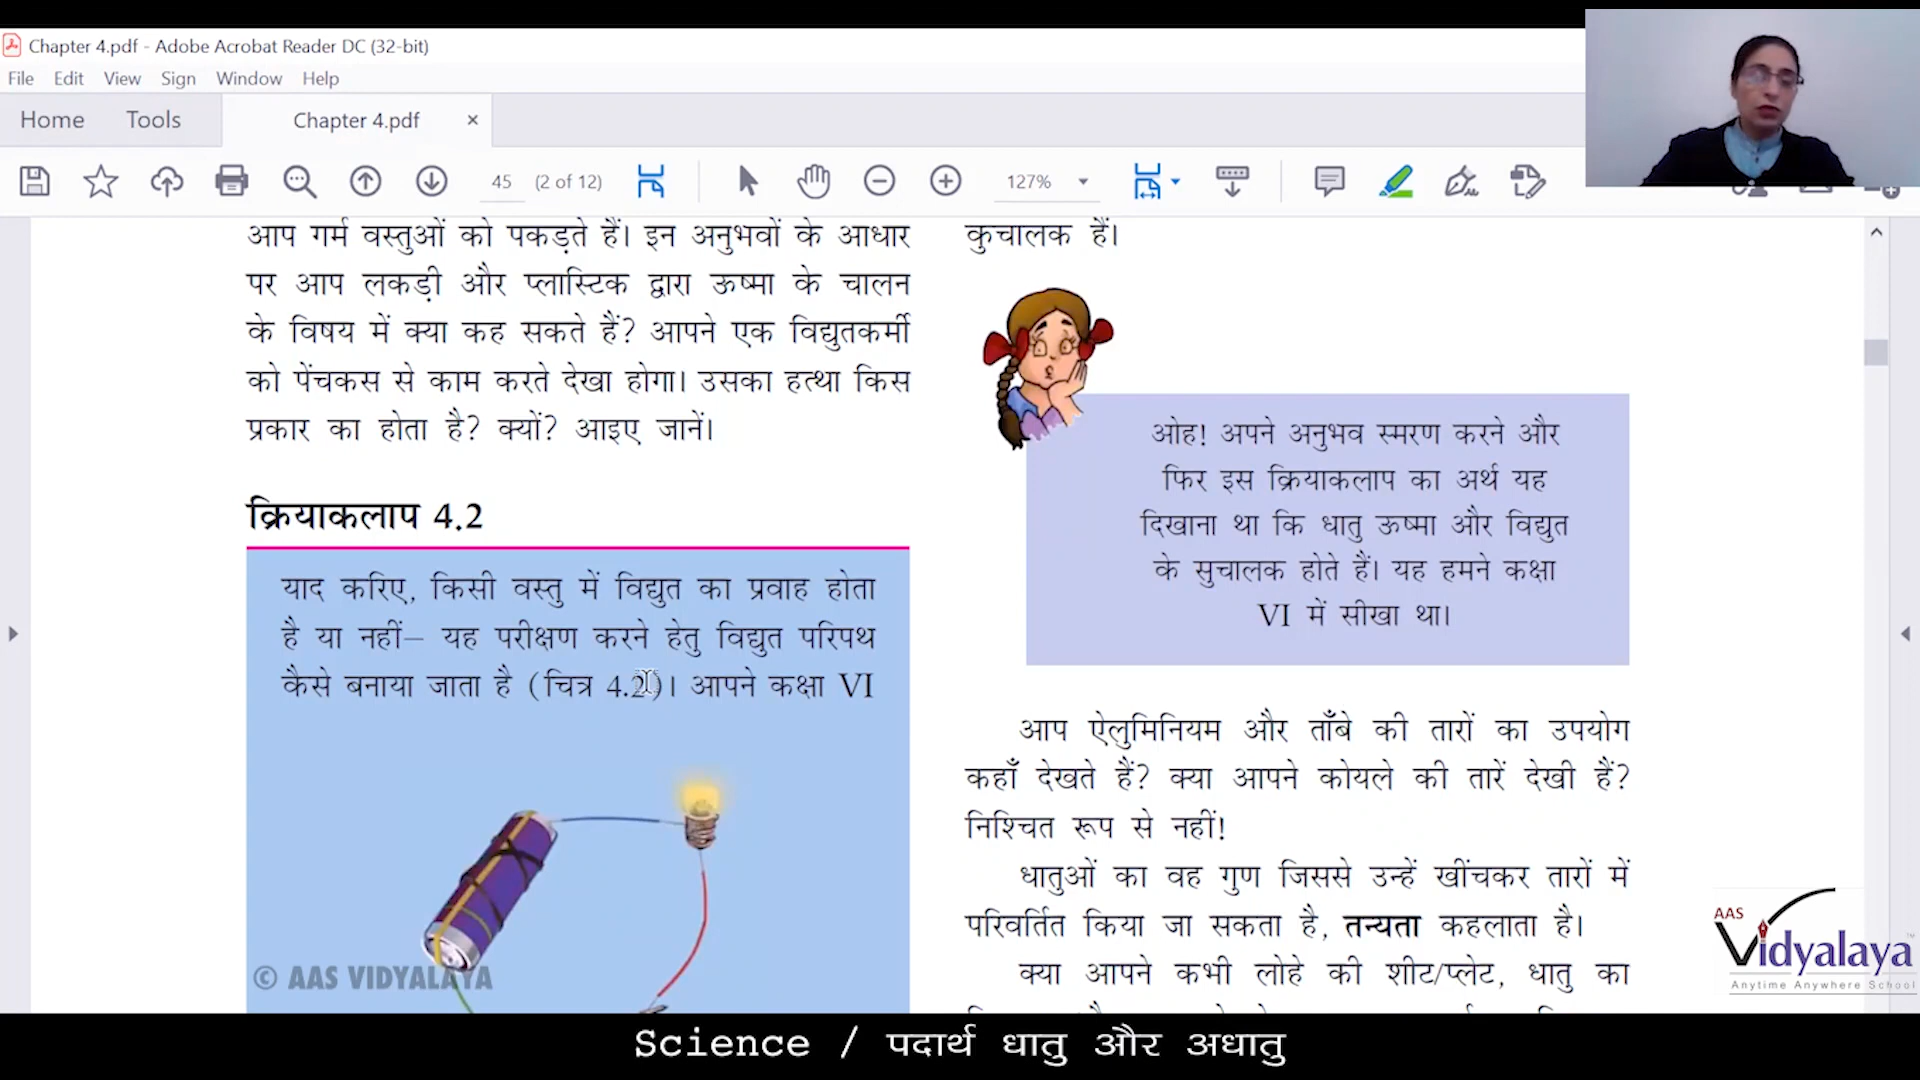 Chapter 4.pdf - Adobe Acrobat Reader DC (32-bit)
File Edit View Sign Window Help
Home Tools Chapter 4.pdf ×
45 (2 of 12) 127%
आप गर्म वस्तुओं को पकड़ते हैं। इन अनुभवों के आधार
पर आप लकड़ी और प्लास्टिक द्वारा ऊष्मा के चालन
के विषय में क्या कह सकते हैं? आपने एक विद्युतकर्मी
को पेंचकस से काम करते देखा होगा। उसका हत्था किस
प्रकार का होता है? क्यों? आइए जानें।
क्रियाकलाप 4.2
याद करिए, किसी वस्तु में विद्युत का प्रवाह होता
है या नहीं– यह परीक्षण करने हेतु विद्युत परिपथ
कैसे बनाया जाता है (चित्र 4.2)। आपने कक्षा VI
© AAS VIDYALAYA
कुचालक हैं।
ओह! अपने अनुभव स्मरण करने और
फिर इस क्रियाकलाप का अर्थ यह
दिखाना था कि धातु ऊष्मा और विद्युत
के सुचालक होते हैं। यह हमने कक्षा
VI में सीखा था।
आप ऐलुमिनियम और ताँबे की तारों का उपयोग
कहाँ देखते हैं? क्या आपने कोयले की तारें देखी हैं?
निश्चित रूप से नहीं!
धातुओं का वह गुण जिससे उन्हें खींचकर तारों में
परिवर्तित किया जा सकता है, तन्यता कहलाता है।
क्या आपने कभी लोहे की शीट/प्लेट, धातु का
AAS
Vidyalaya
Anytime Anywhere School
Science / पदार्थ धातु और अधातु